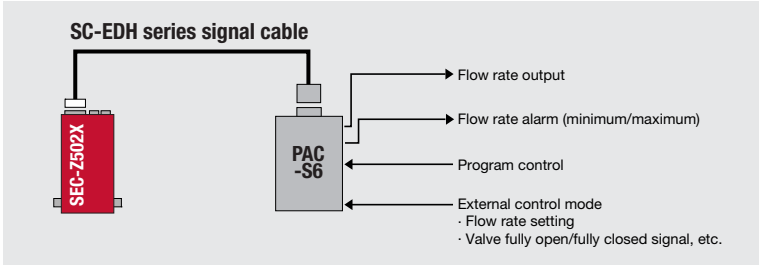 SC-EDH series signal cable
SEC-Z502X
PAC
-S6
Flow rate output
Flow rate alarm (minimum/maximum)
Program control
External control mode
· Flow rate setting
· Valve fully open/fully closed signal, etc.